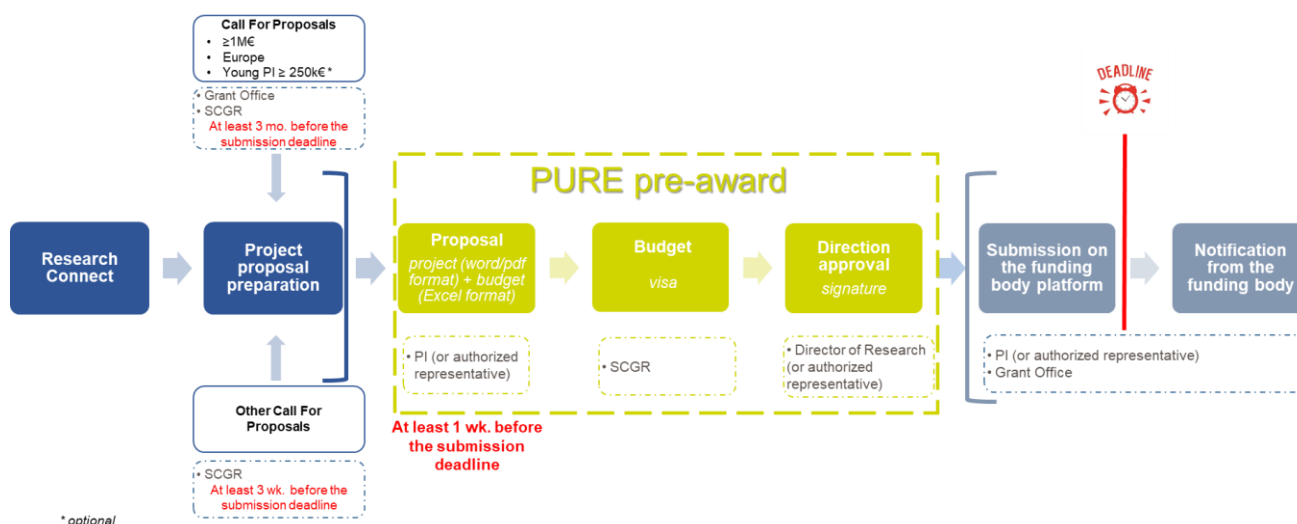 Call For Proposals
• ≥1M€
• Europe
• Young PI ≥ 250k€ *
• Grant Office
• SCGR
At least 3 mo. before the
submission deadline
DEADLINE
PURE pre-award
Research
Connect
Project
proposal
preparation
Proposal
project (word/pdf
format) + budget
(Excel format)
Budget
visa
Direction
approval
signature
Submission on
the funding
body platform
Notification
from the
funding body
• PI (or authorized
representative)
• SCGR
• Director of Research
(or authorized
representative)
• PI (or authorized representative)
• Grant Office
Other Call For
Proposals
At least 1 wk. before
the submission
deadline
• SCGR
At least 3 wk. before the
submission deadline
* optional